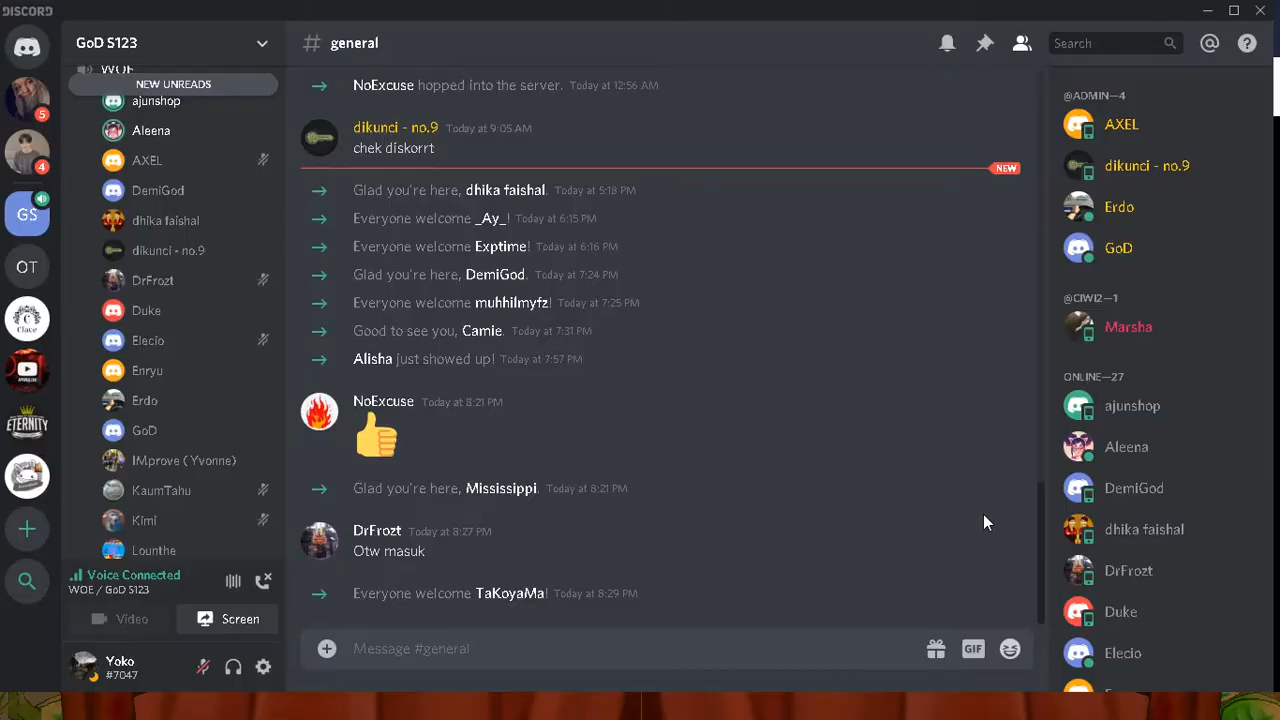 DISCORD
5
4
GS
OT
C
Clave
ETERNITY
GoD S123
WOE
NEW UNREADS
ajunshop
Aleena
AXEL
DemiGod
dhika faishal
dikunci - no.9
DrFrozt
Duke
Elecio
Enryu
Erdo
GoD
IMprove ( Yvonne)
KaumTahu
Kimi
Lounthe
Voice Connected
WOE / GoD S123
Video
Screen
Yoko
#7047
# general
Search
NoExcuse hopped into the server. Today at 12:56 AM
dikunci - no.9 Today at 9:05 AM
chek diskorrt
NEW
Glad you're here, dhika faishal. Today at 5:18 PM
Everyone welcome _Ay_! Today at 6:15 PM
Everyone welcome Exptime! Today at 6:16 PM
Glad you're here, DemiGod. Today at 7:24 PM
Everyone welcome muhhilmyfz! Today at 7:25 PM
Good to see you, Camie. Today at 7:31 PM
Alisha just showed up! Today at 7:57 PM
NoExcuse Today at 8:21 PM
Glad you're here, Mississippi. Today at 8:21 PM
DrFrozt Today at 8:27 PM
Otw masuk
Everyone welcome TaKoyaMa! Today at 8:29 PM
Message #general
GIF
@ADMIN—4
AXEL
dikunci - no.9
Erdo
GoD
@CIWI2—1
Marsha
ONLINE—27
ajunshop
Aleena
DemiGod
dhika faishal
DrFrozt
Duke
Elecio